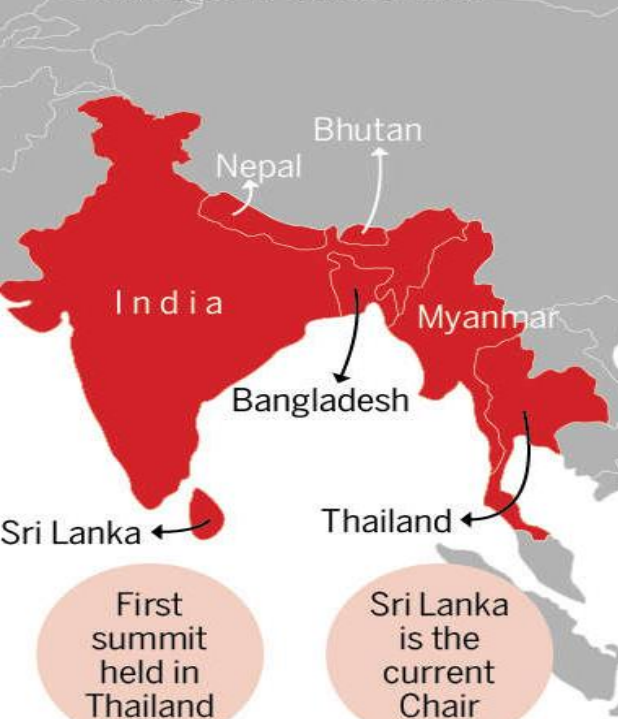 Bhutan
Nepal
India
Myanmar
Bangladesh
Sri Lanka
Thailand
First
summit
held in
Thailand
Sri Lanka
is the
current
Chair